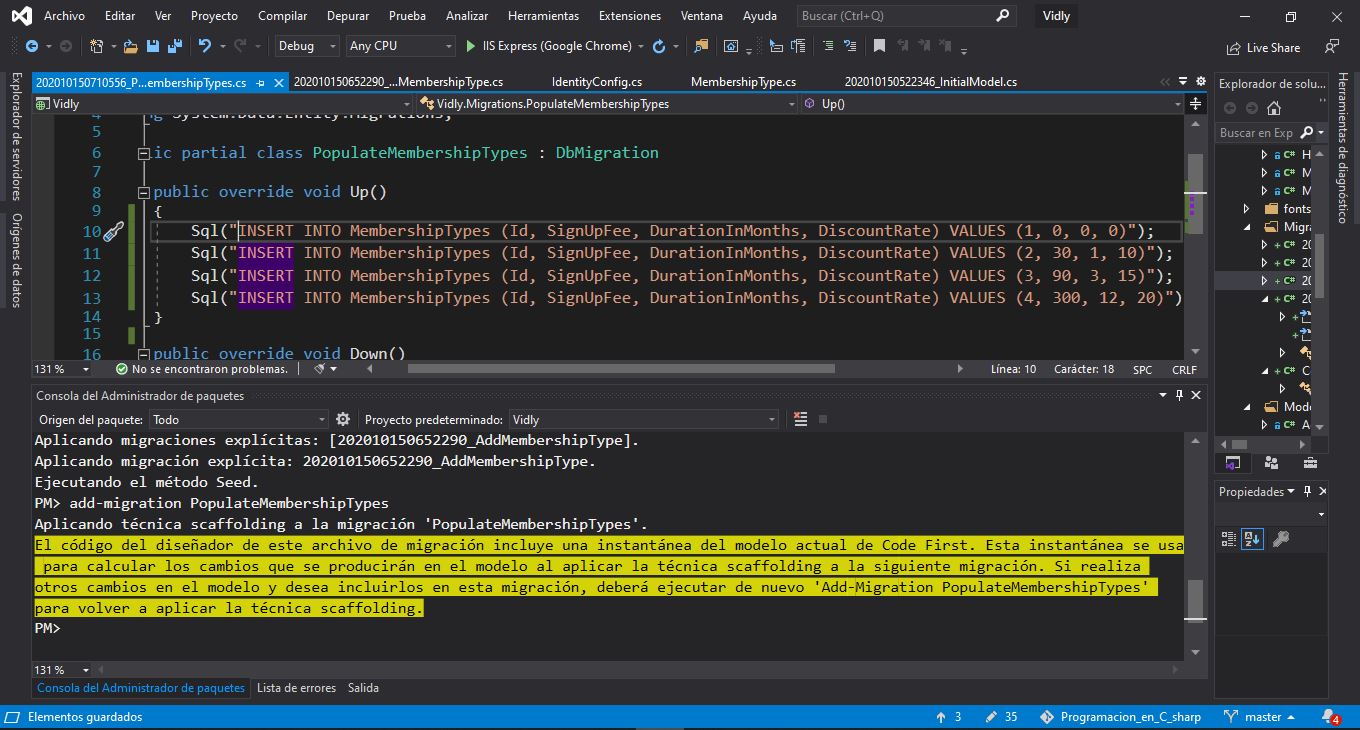 Archivo Editar Ver Proyecto Compilar Depurar Prueba Analizar Herramientas Extensiones Ventana Ayuda Buscar (Ctrl+Q) Vidly
Debug Any CPU IIS Express (Google Chrome) Live Share
Explorador de servidores
Orígenes de datos
202010150710556_P...embershipTypes.cs 202010150652290_...MembershipType.cs IdentityConfig.cs MembershipType.cs 202010150522346_InitialModel.cs
Vidly Vidly.Migrations.PopulateMembershipTypes Up()
4 ng System.Data.Entity.Migrations;
5
6 ic partial class PopulateMembershipTypes : DbMigration
7
8 public override void Up()
9 {
10 Sql("INSERT INTO MembershipTypes (Id, SignUpFee, DurationInMonths, DiscountRate) VALUES (1, 0, 0, 0)");
11 Sql("INSERT INTO MembershipTypes (Id, SignUpFee, DurationInMonths, DiscountRate) VALUES (2, 30, 1, 10)");
12 Sql("INSERT INTO MembershipTypes (Id, SignUpFee, DurationInMonths, DiscountRate) VALUES (3, 90, 3, 15)");
13 Sql("INSERT INTO MembershipTypes (Id, SignUpFee, DurationInMonths, DiscountRate) VALUES (4, 300, 12, 20)")
14 }
15
16 public override void Down()
131 % No se encontraron problemas. Línea: 10 Carácter: 18 SPC CRLF
Consola del Administrador de paquetes
Origen del paquete: Todo Proyecto predeterminado: Vidly
Aplicando migraciones explícitas: [202010150652290_AddMembershipType].
Aplicando migración explícita: 202010150652290_AddMembershipType.
Ejecutando el método Seed.
PM> add-migration PopulateMembershipTypes
Aplicando técnica scaffolding a la migración 'PopulateMembershipTypes'.
El código del diseñador de este archivo de migración incluye una instantánea del modelo actual de Code First. Esta instantánea se usa
para calcular los cambios que se producirán en el modelo al aplicar la técnica scaffolding a la siguiente migración. Si realiza
otros cambios en el modelo y desea incluirlos en esta migración, deberá ejecutar de nuevo 'Add-Migration PopulateMembershipTypes'
para volver a aplicar la técnica scaffolding.
PM>
131 %
Consola del Administrador de paquetes Lista de errores Salida
Explorador de solu...
Buscar en Exp
C# H
C# M
C# M
fonts
Migra
C# 20
C# 20
C# 20
C# 20
C# C
Mode
C# A
Propiedades
Herramientas de diagnóstico
Elementos guardados 3 35 Programacion_en_C_sharp master 4